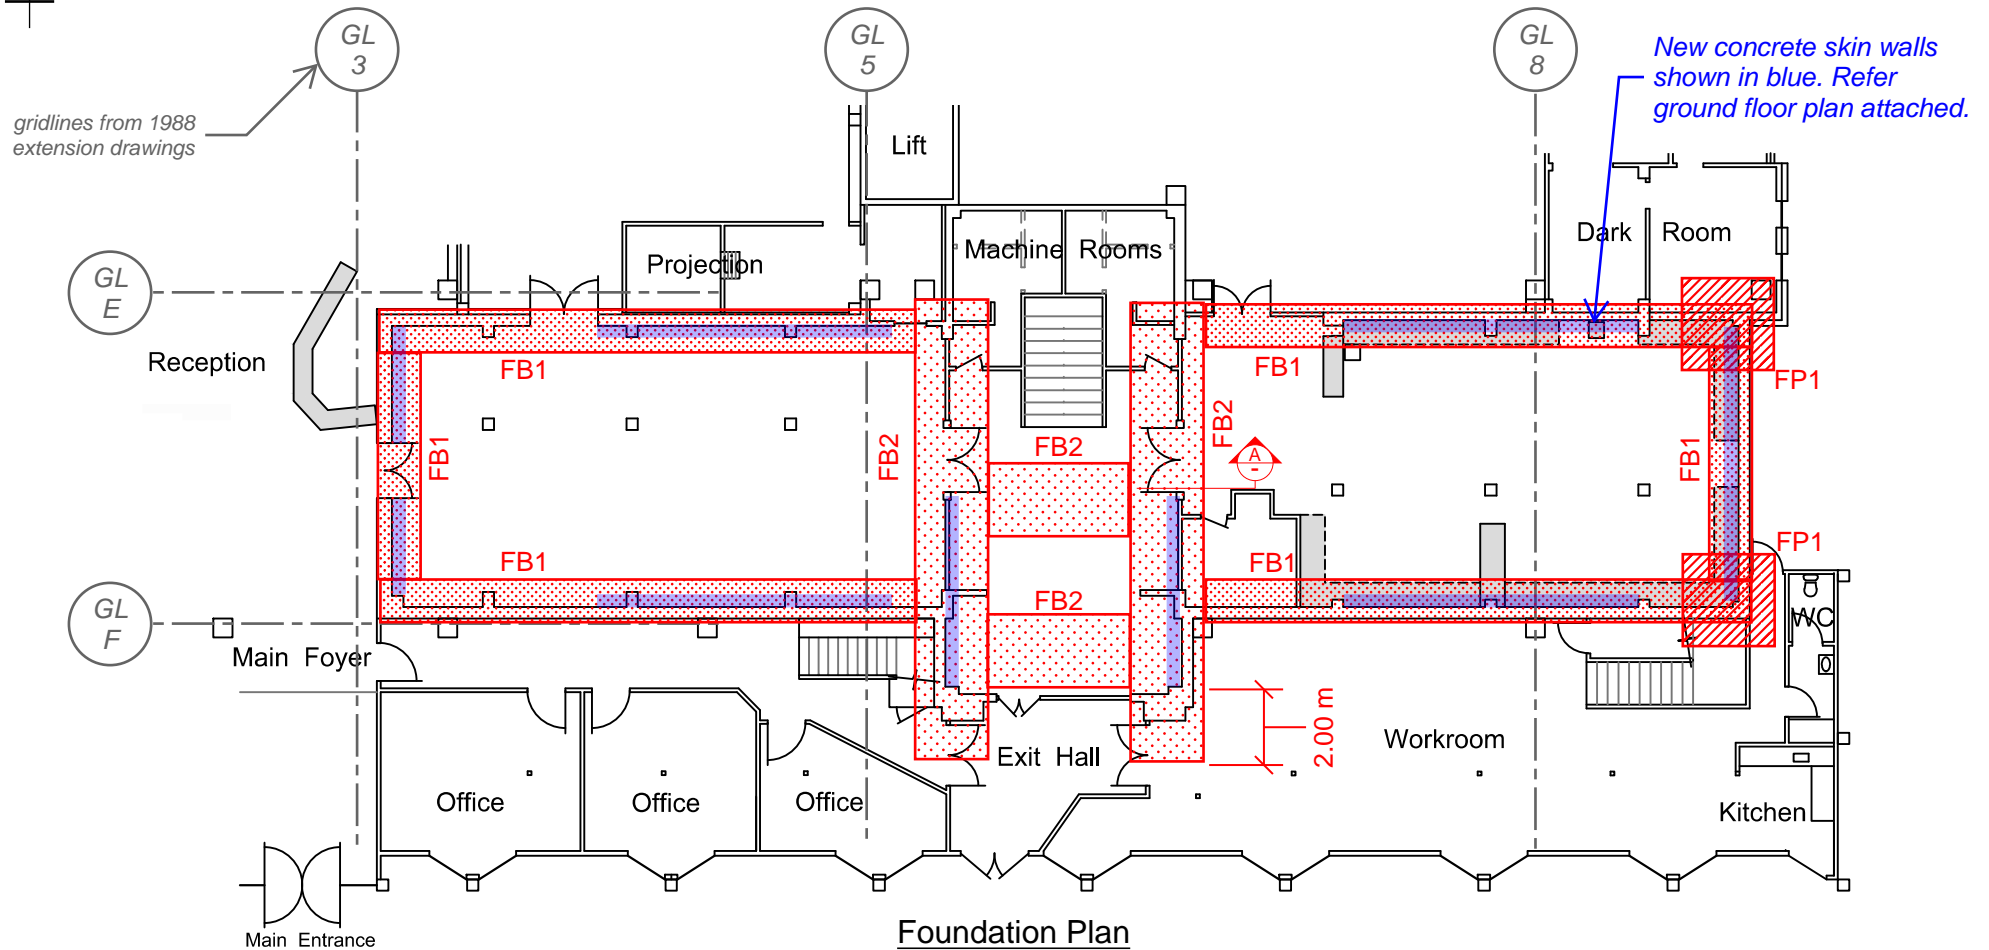 GL
3
GL
5
GL
8
New concrete skin walls
shown in blue. Refer
ground floor plan attached.
gridlines from 1988
extension drawings
Lift
Dark Room
Machine Rooms
Projection
GL
E
Reception
FB1
FB1
FP1
FB1
FB2
FB2
FB2
A
-
FB1
FB1
FB1
FP1
FB2
GL
F
WC
Main Foyer
2.00 m
Workroom
Exit Hall
Office
Office
Office
Kitchen
Foundation Plan
Main Entrance